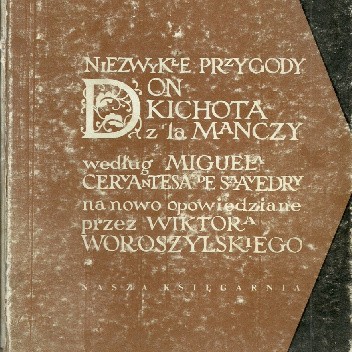 NIEZWYKŁE PRZYGODY
DON
KICHOTA
z la MANCZY
według MIGUELA
CERVANTESA DE SAAVEDRY
na nowo opowiedziane
przez WIKTORA
WOROSZYLSKIEGO
NASZA KSIĘGARNIA